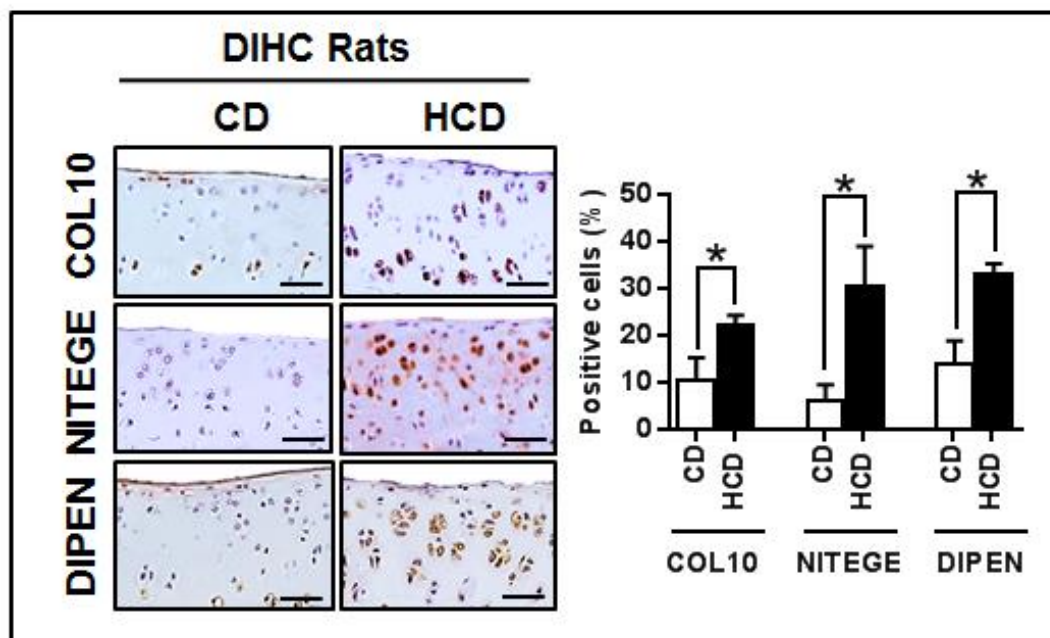 DIHC Rats
CD HCD
COL10
NITEGE
DIPEN
Positive cells (%)
50
40
30
20
10
0
* * *
CD HCD CD HCD CD HCD
COL10 NITEGE DIPEN